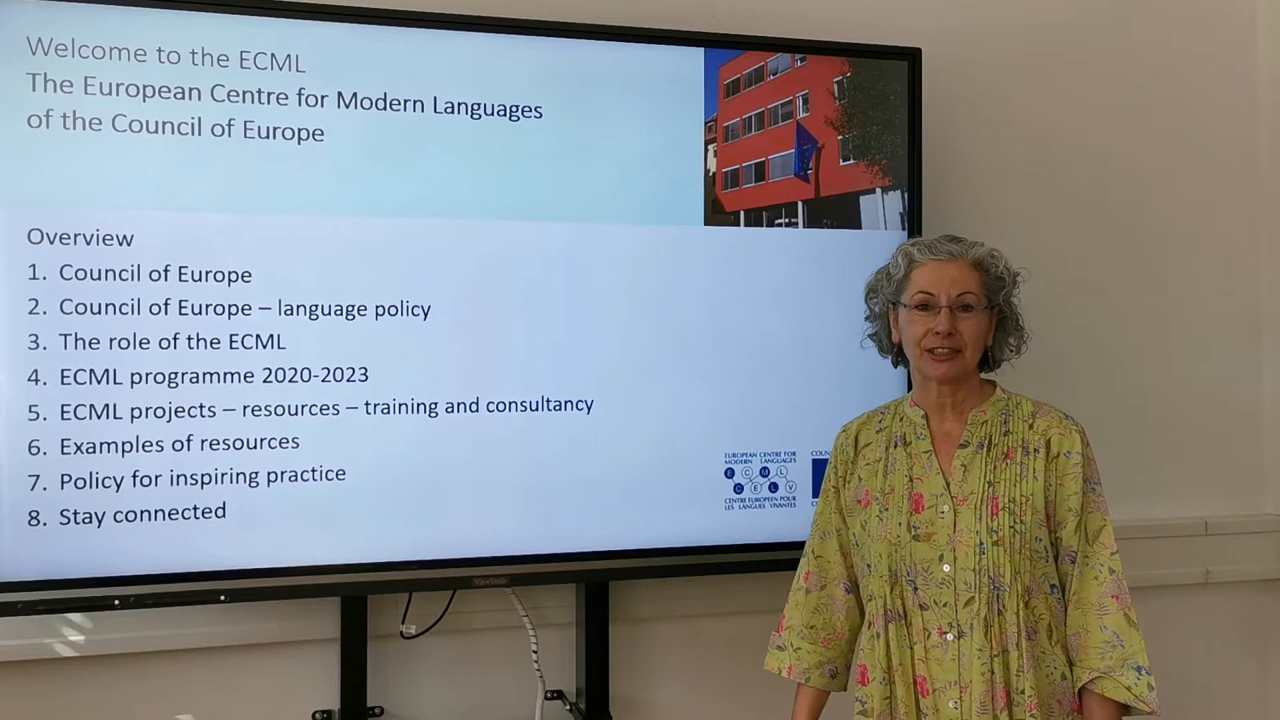 Welcome to the ECML
The European Centre for Modern Languages
of the Council of Europe
Overview
1. Council of Europe
2. Council of Europe – language policy
3. The role of the ECML
4. ECML programme 2020-2023
5. ECML projects – resources – training and consultancy
6. Examples of resources
7. Policy for inspiring practice
8. Stay connected
EUROPEAN CENTRE FOR
MODERN LANGUAGES
E C M L
C E L V
CENTRE EUROPEEN POUR
LES LANGUES VIVANTES
COUN
ViewSonic